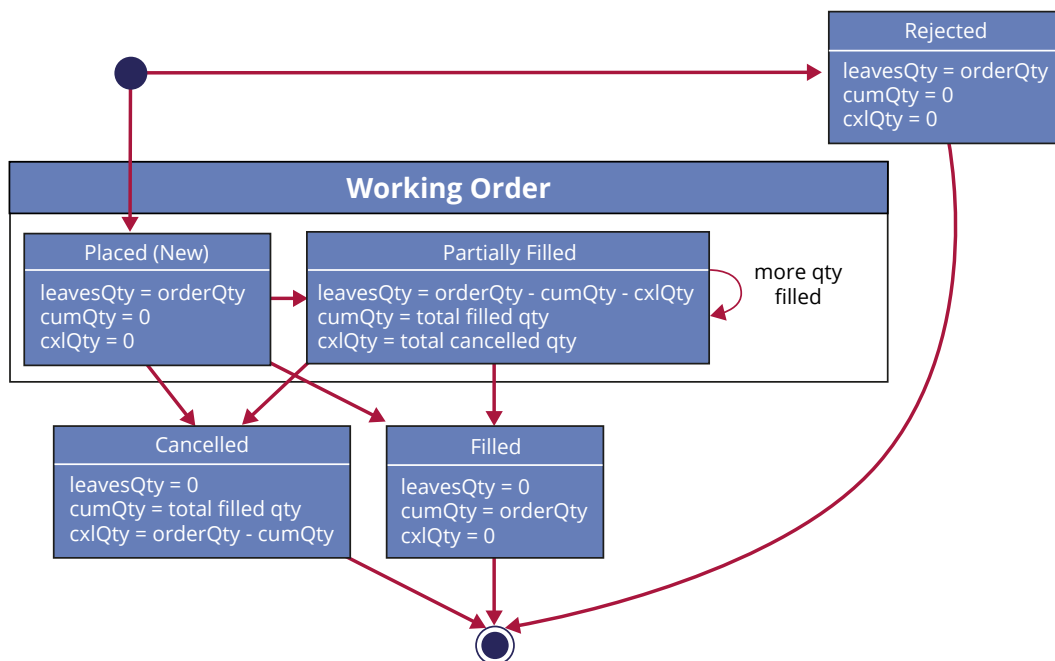 Rejected
leavesQty = orderQty
cumQty = 0
cxlQty = 0
Working Order
Placed (New)
leavesQty = orderQty
cumQty = 0
cxlQty = 0
Partially Filled
leavesQty = orderQty - cumQty - cxlQty
cumQty = total filled qty
cxlQty = total cancelled qty
more qty
filled
Cancelled
leavesQty = 0
cumQty = total filled qty
cxlQty = orderQty - cumQty
Filled
leavesQty = 0
cumQty = orderQty
cxlQty = 0